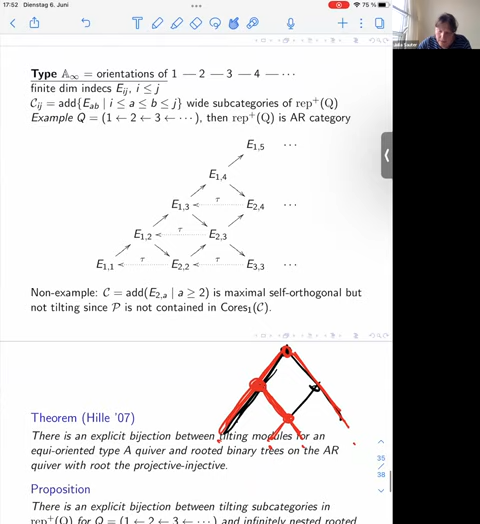 17:52 Dienstag 6. Juni
75 %
Type 𝔸∞ = orientations of 1 — 2 — 3 — 4 — ⋯
finite dim indecs E_ij, i ≤ j
C_ij = add{E_ab | i ≤ a ≤ b ≤ j} wide subcategories of rep⁺(Q)
Example Q = (1 ← 2 ← 3 ← ⋯), then rep⁺(Q) is AR category
E_1,5 ⋯
E_1,4
E_1,3 τ E_2,4 ⋯
E_1,2 τ E_2,3
E_1,1 τ E_2,2 τ E_3,3 ⋯
Non-example: C = add(E_2,a | a ≥ 2) is maximal self-orthogonal but
not tilting since P is not contained in Cores₁(C).
Theorem (Hille '07)
There is an explicit bijection between tilting modules for an
equi-oriented type A quiver and rooted binary trees on the AR
quiver with root the projective-injective.
35
38
Proposition
There is an explicit bijection between tilting subcategories in
rep⁺(Q) for Q = (1 ← 2 ← 3 ← ⋯) and infinitely nested rooted